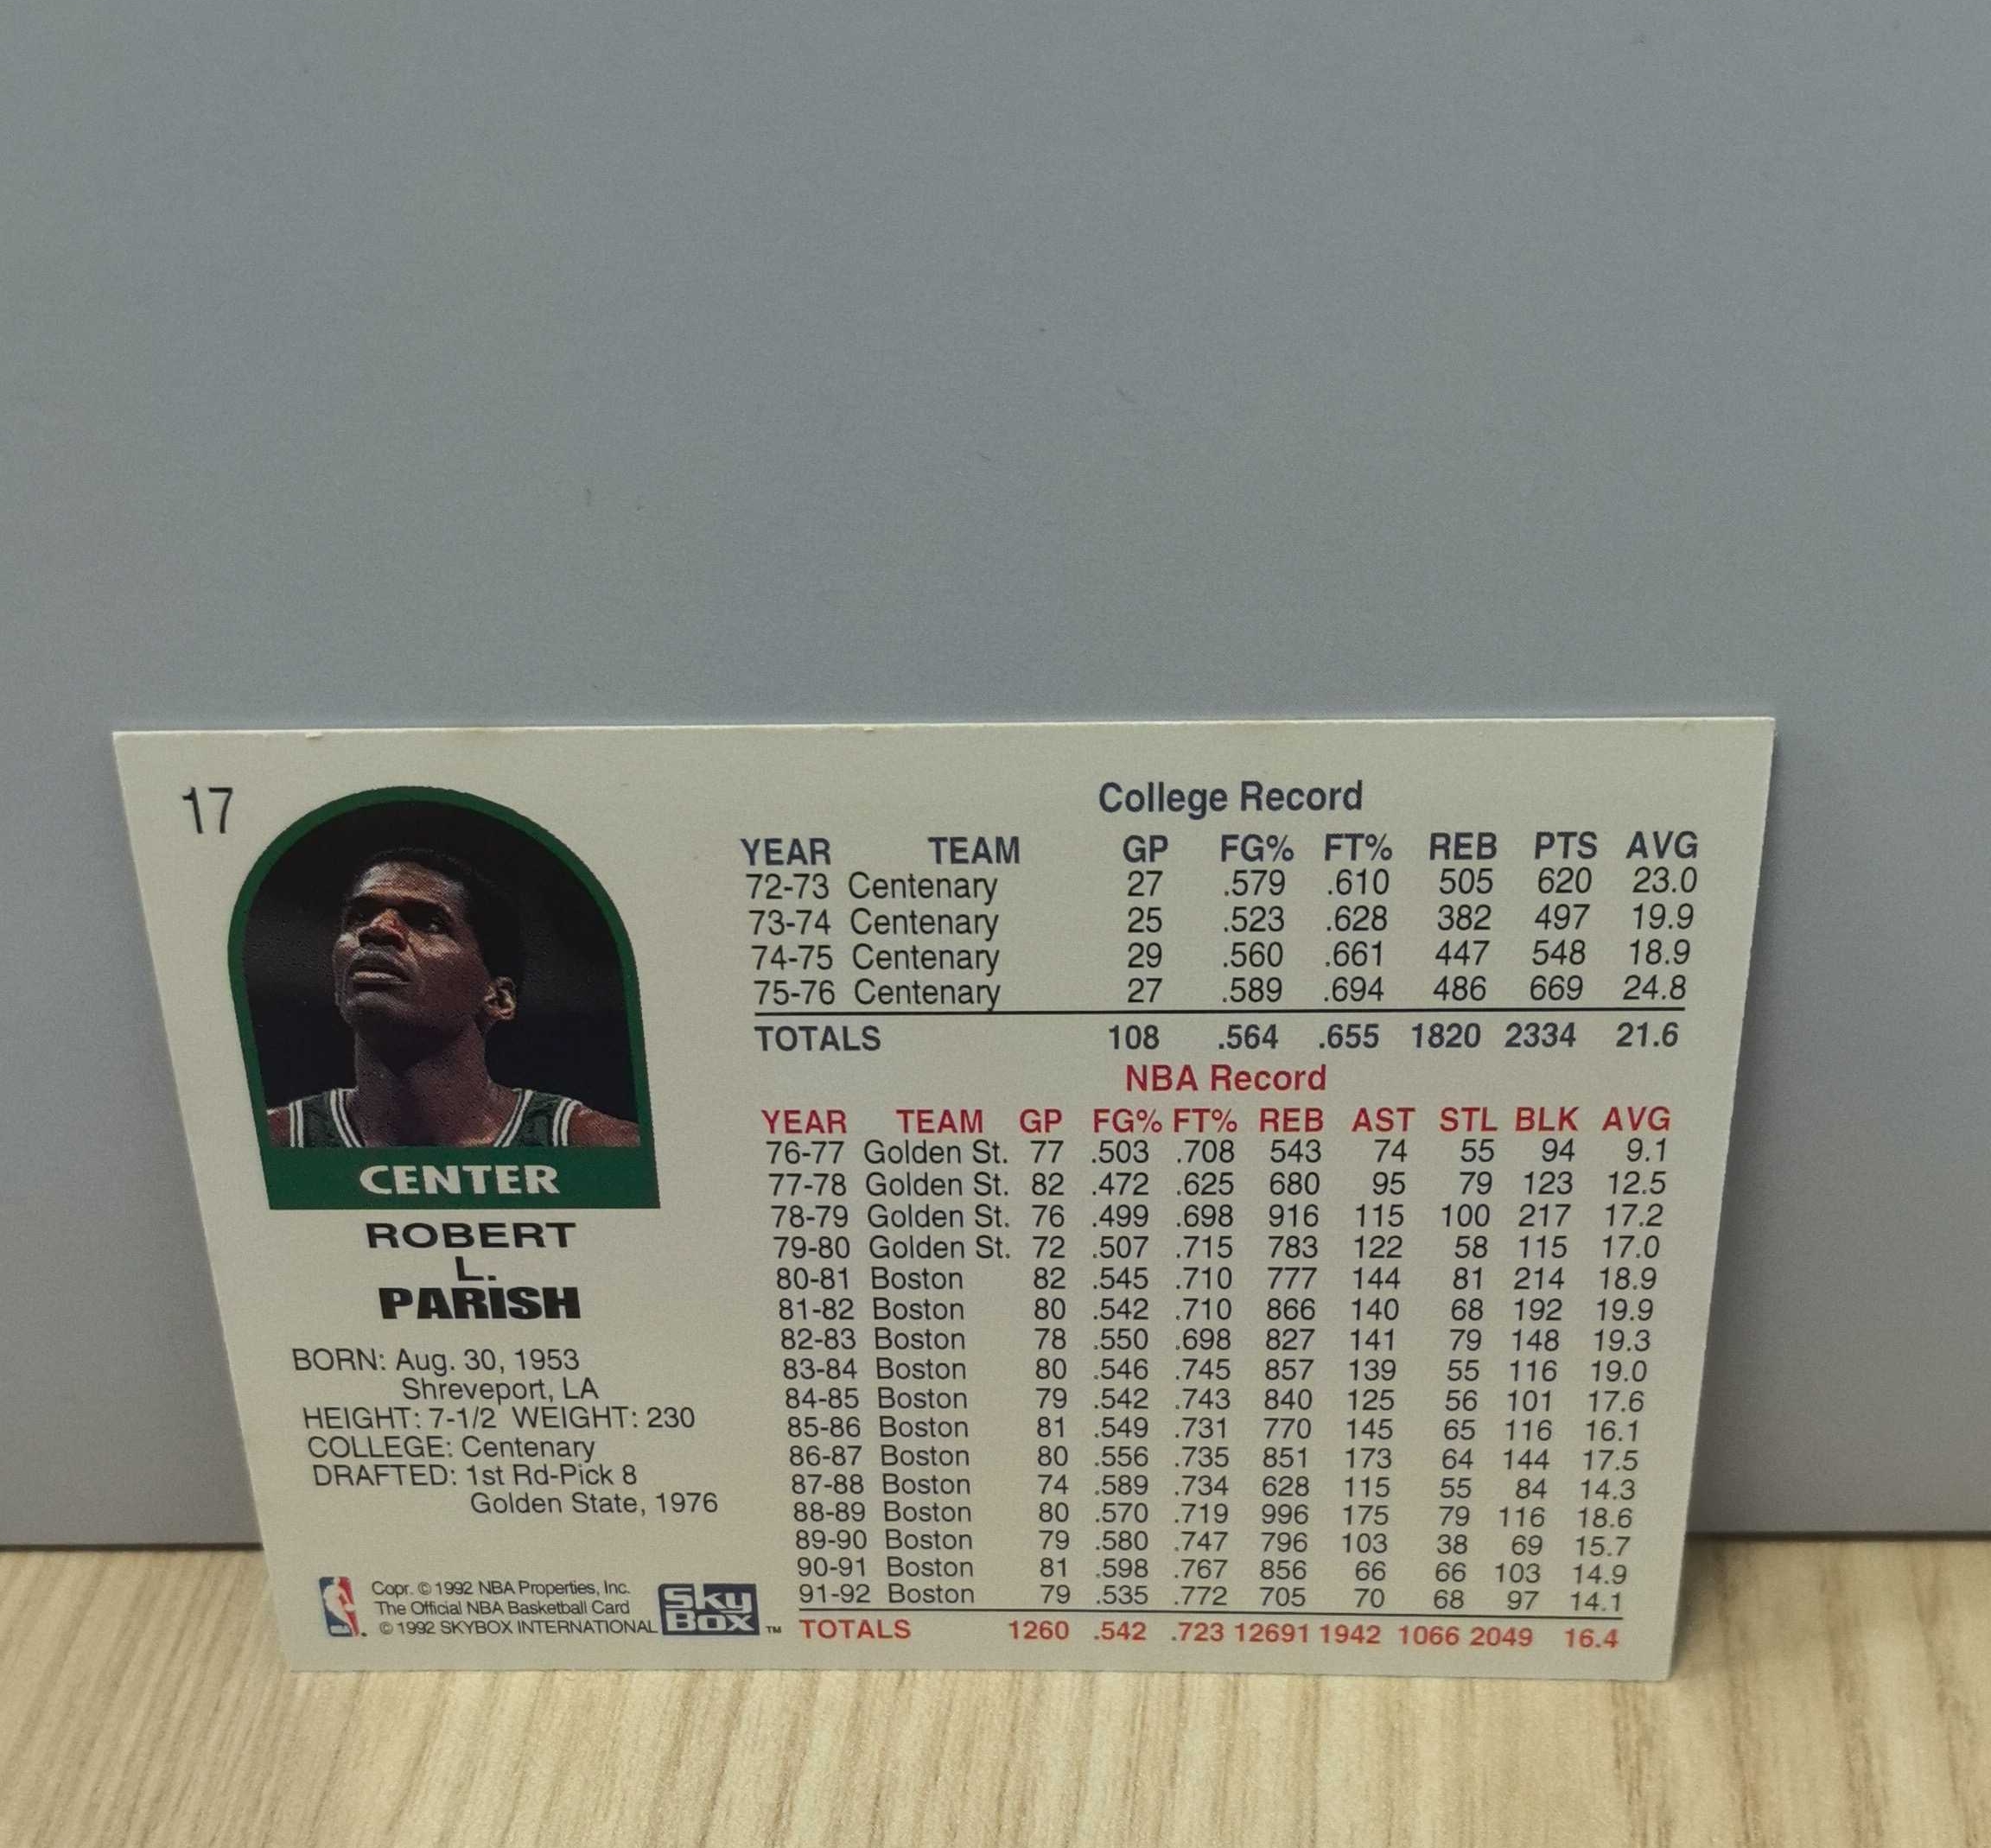 17
CENTER
ROBERT
L.
PARISH
BORN: Aug. 30, 1953
Shreveport, LA
HEIGHT: 7-1/2 WEIGHT: 230
COLLEGE: Centenary
DRAFTED: 1st Rd-Pick 8
Golden State, 1976
Copr. © 1992 NBA Properties, Inc.
The Official NBA Basketball Card
© 1992 SKYBOX INTERNATIONAL
Sky
Box ™
College Record
YEAR TEAM GP FG% FT% REB PTS AVG
72-73 Centenary 27 .579 .610 505 620 23.0
73-74 Centenary 25 .523 .628 382 497 19.9
74-75 Centenary 29 .560 .661 447 548 18.9
75-76 Centenary 27 .589 .694 486 669 24.8
TOTALS 108 .564 .655 1820 2334 21.6
NBA Record
YEAR TEAM GP FG% FT% REB AST STL BLK AVG
76-77 Golden St. 77 .503 .708 543 74 55 94 9.1
77-78 Golden St. 82 .472 .625 680 95 79 123 12.5
78-79 Golden St. 76 .499 .698 916 115 100 217 17.2
79-80 Golden St. 72 .507 .715 783 122 58 115 17.0
80-81 Boston 82 .545 .710 777 144 81 214 18.9
81-82 Boston 80 .542 .710 866 140 68 192 19.9
82-83 Boston 78 .550 .698 827 141 79 148 19.3
83-84 Boston 80 .546 .745 857 139 55 116 19.0
84-85 Boston 79 .542 .743 840 125 56 101 17.6
85-86 Boston 81 .549 .731 770 145 65 116 16.1
86-87 Boston 80 .556 .735 851 173 64 144 17.5
87-88 Boston 74 .589 .734 628 115 55 84 14.3
88-89 Boston 80 .570 .719 996 175 79 116 18.6
89-90 Boston 79 .580 .747 796 103 38 69 15.7
90-91 Boston 81 .598 .767 856 66 66 103 14.9
91-92 Boston 79 .535 .772 705 70 68 97 14.1
TOTALS 1260 .542 .723 12691 1942 1066 2049 16.4